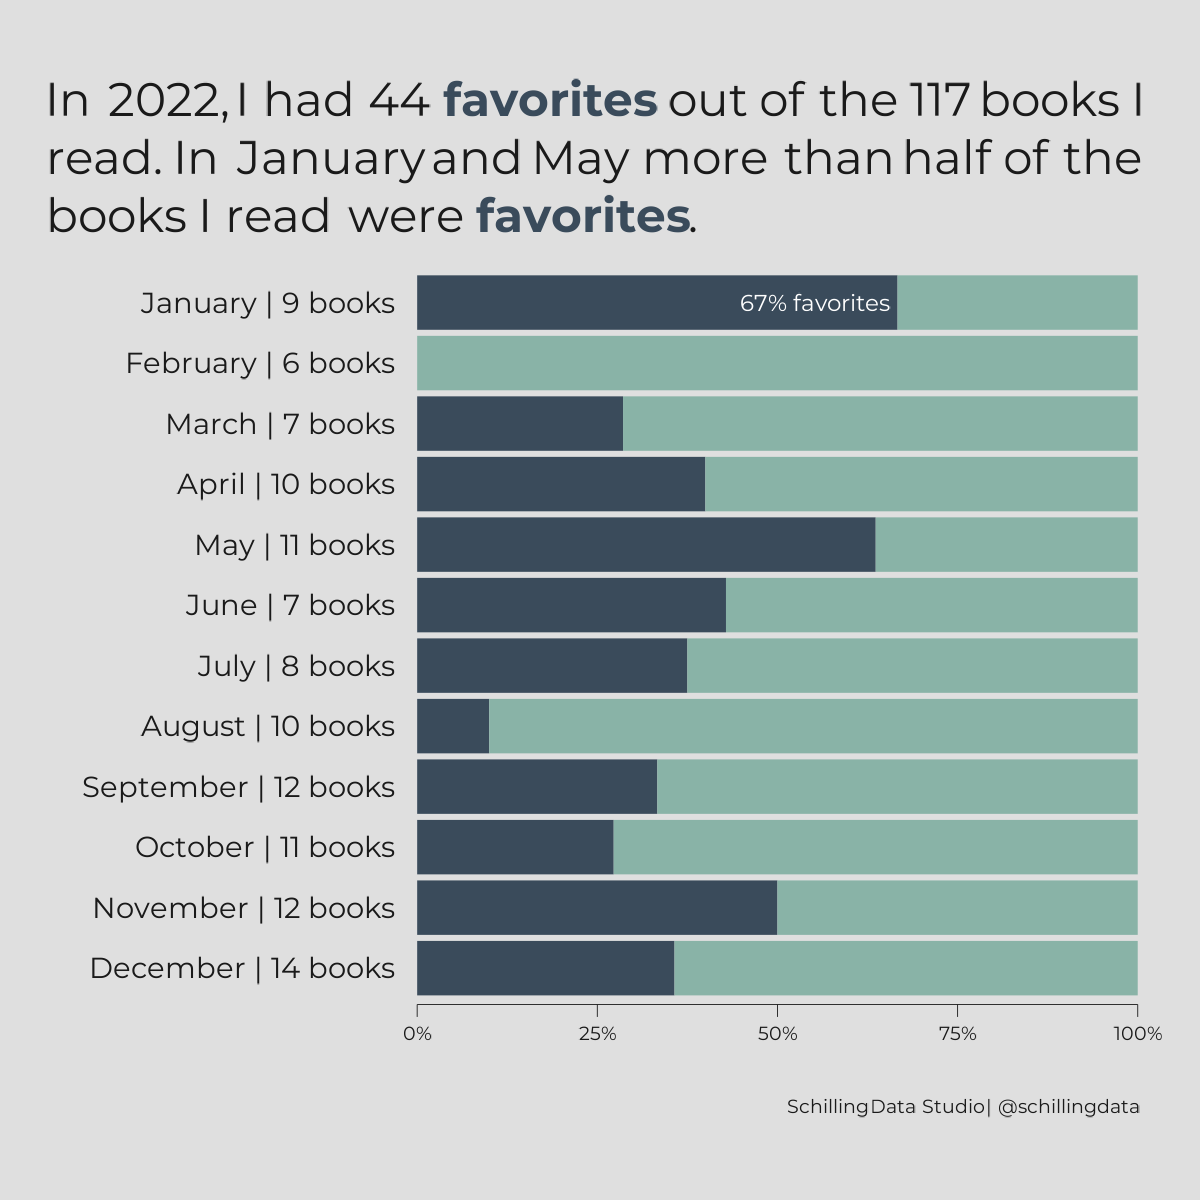 In 2022, I had 44 favorites out of the 117 books I
read. In January and May more than half of the
books I read were favorites.
January | 9 books
67% favorites
February | 6 books
March | 7 books
April | 10 books
May | 11 books
June | 7 books
July | 8 books
August | 10 books
September | 12 books
October | 11 books
November | 12 books
December | 14 books
0% 25% 50% 75% 100%
Schilling Data Studio | @schillingdata